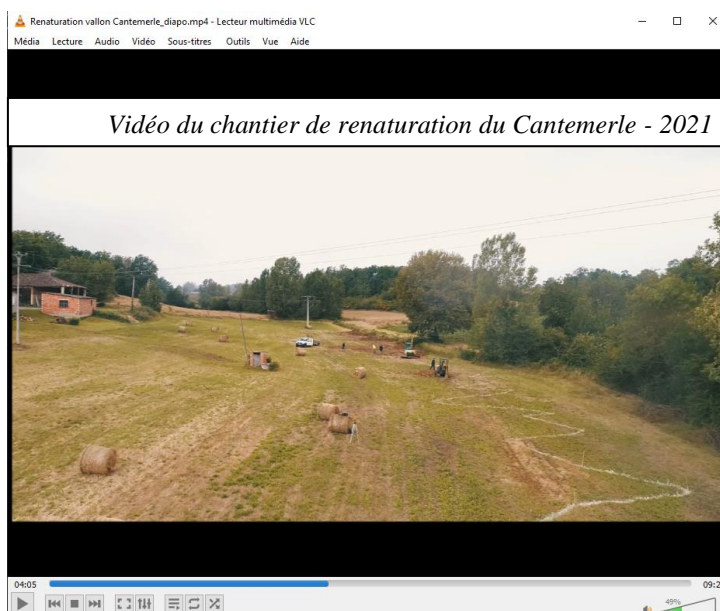 Renaturation vallon Cantemerle_diapo.mp4 - Lecteur multimédia VLC
Média Lecture Audio Vidéo Sous-titres Outils Vue Aide
Vidéo du chantier de renaturation du Cantemerle - 2021
04:05
49%